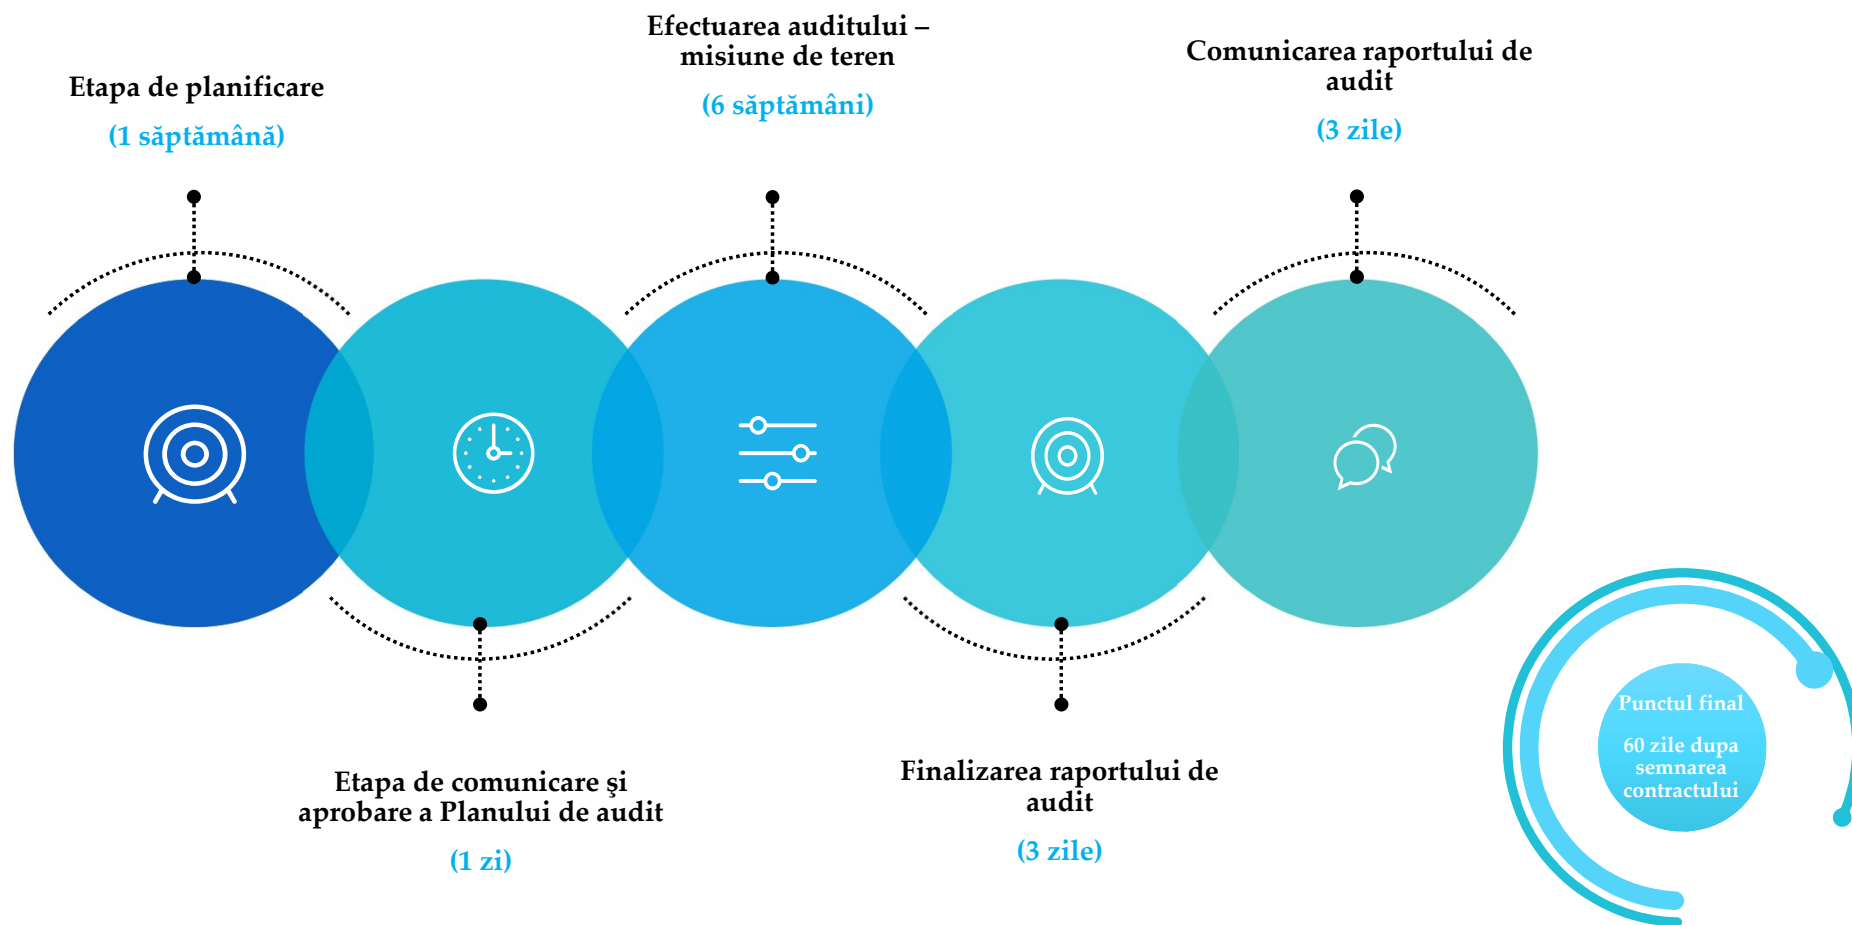 Etapa de planificare
(1 săptămână)
Etapa de comunicare şi
aprobare a Planului de audit
(1 zi)
Efectuarea auditului –
misiune de teren
(6 săptămâni)
Finalizarea raportului de
audit
(3 zile)
Comunicarea raportului de
audit
(3 zile)
Punctul final
60 zile dupa
semnarea
contractului